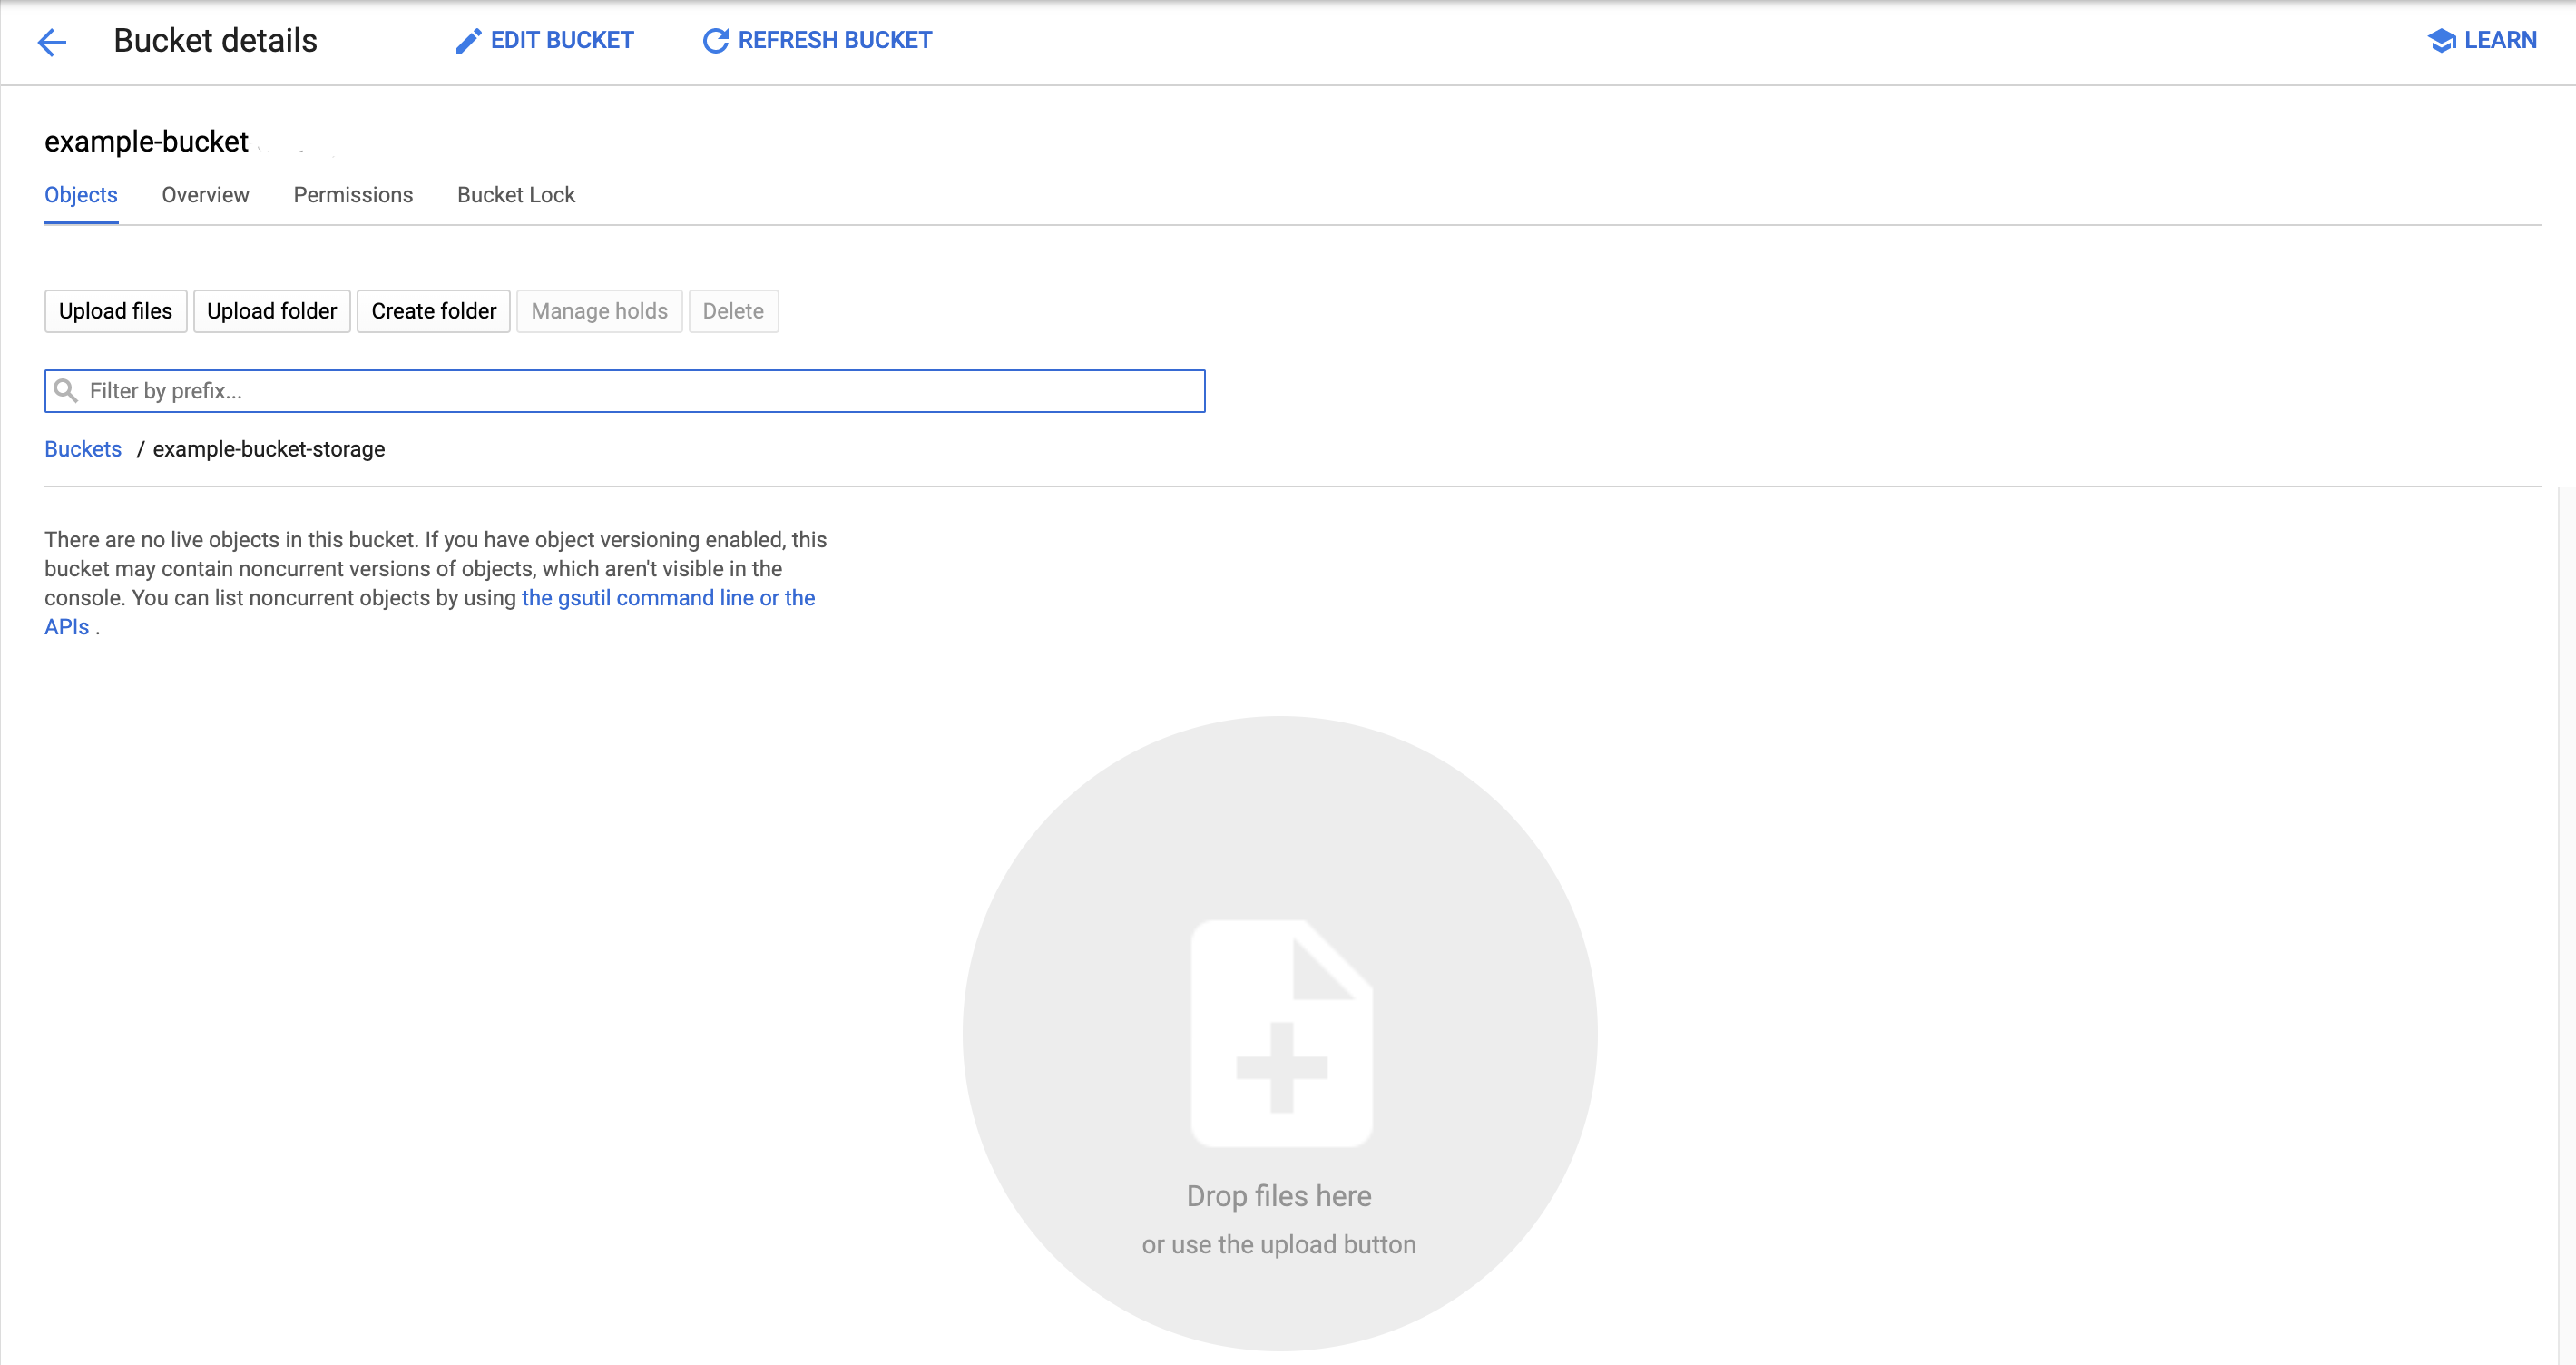 Bucket details
EDIT BUCKET
REFRESH BUCKET
LEARN
example-bucket
Objects
Overview
Permissions
Bucket Lock
Upload files
Upload folder
Create folder
Manage holds
Delete
Filter by prefix...
Buckets / example-bucket-storage
There are no live objects in this bucket. If you have object versioning enabled, this
bucket may contain noncurrent versions of objects, which aren't visible in the
console. You can list noncurrent objects by using the gsutil command line or the
APIs .
Drop files here
or use the upload button